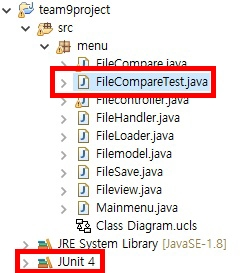 team9project
src
menu
FileCompare.java
FileCompareTest.java
Filecontroller.java
FileHandler.java
FileLoader.java
Filemodel.java
FileSave.java
Fileview.java
Mainmenu.java
Class Diagram.ucls
JRE System Library [JavaSE-1.8]
JUnit 4